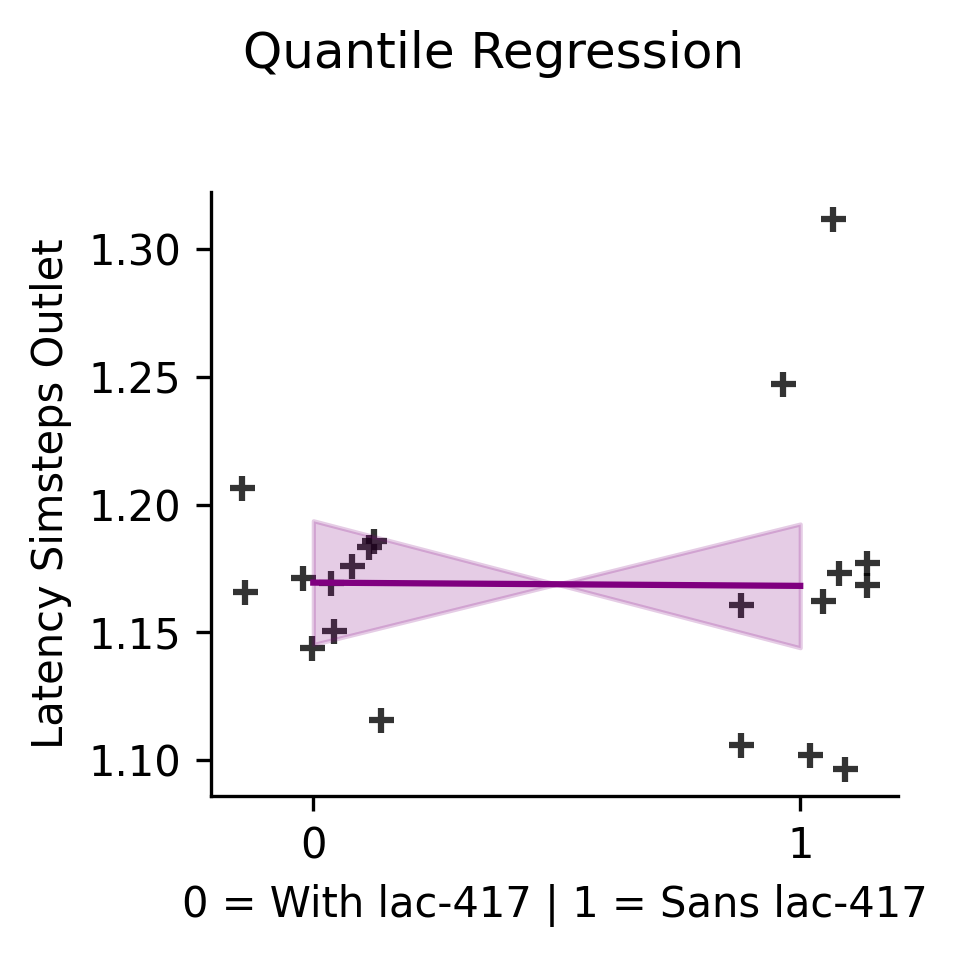 Quantile Regression
Latency Simsteps Outlet
1.30
1.25
1.20
1.15
1.10
0
1
0 = With lac-417 | 1 = Sans lac-417